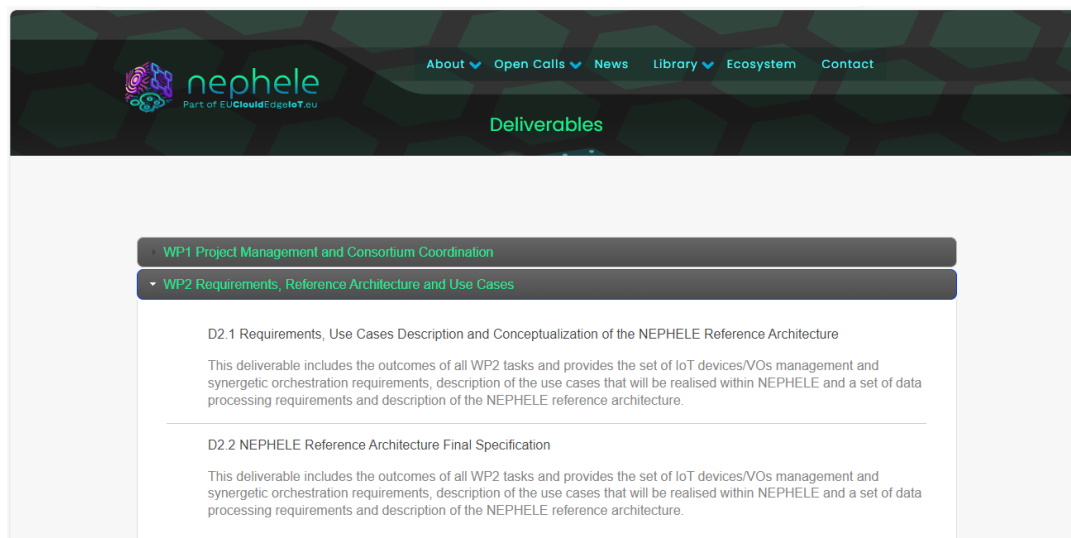 About Open Calls News Library Ecosystem Contact
nephele
Part of EUClouldEdgeIoT.eu
Deliverables
WP1 Project Management and Consortium Coordination
WP2 Requirements, Reference Architecture and Use Cases
D2.1 Requirements, Use Cases Description and Conceptualization of the NEPHELE Reference Architecture
This deliverable includes the outcomes of all WP2 tasks and provides the set of IoT devices/VOs management and
synergetic orchestration requirements, description of the use cases that will be realised within NEPHELE and a set of data
processing requirements and description of the NEPHELE reference architecture.
D2.2 NEPHELE Reference Architecture Final Specification
This deliverable includes the outcomes of all WP2 tasks and provides the set of IoT devices/VOs management and
synergetic orchestration requirements, description of the use cases that will be realised within NEPHELE and a set of data
processing requirements and description of the NEPHELE reference architecture.